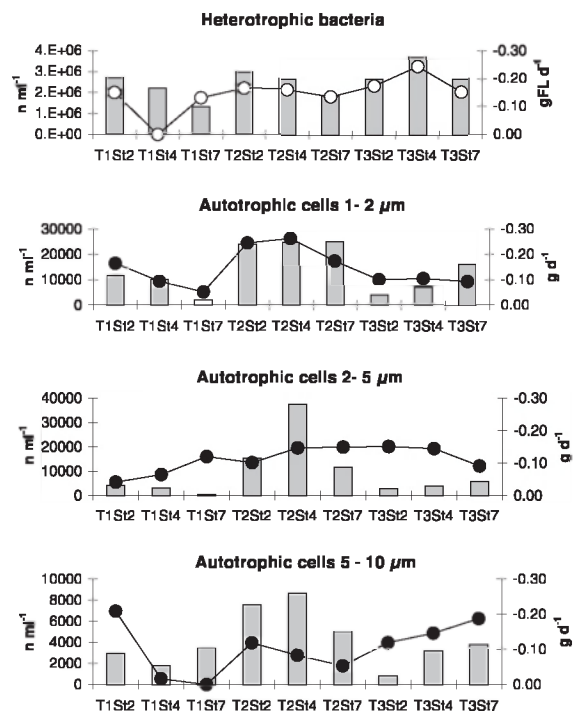 Heterotrophic bacteria
4.E+06
3.E+06
2.E+06
1.E+06
0.E+00
n ml⁻¹
-0.30
-0.20
-0.10
0.00
gFL d⁻¹
T1St2 T1St4 T1St7 T2St2 T2St4 T2St7 T3St2 T3St4 T3St7
Autotrophic cells 1- 2 µm
30000
20000
10000
0
n ml⁻¹
-0.30
-0.20
-0.10
0.00
g d⁻¹
T1St2 T1St4 T1St7 T2St2 T2St4 T2St7 T3St2 T3St4 T3St7
Autotrophic cells 2- 5 µm
40000
30000
20000
10000
0
n ml⁻¹
-0.30
-0.20
-0.10
0.00
g d⁻¹
T1St2 T1St4 T1St7 T2St2 T2St4 T2St7 T3St2 T3St4 T3St7
Autotrophic cells 5 - 10 µm
10000
8000
6000
4000
2000
0
n ml⁻¹
-0.30
-0.20
-0.10
0.00
g d⁻¹
T1St2 T1St4 T1St7 T2St2 T2St4 T2St7 T3St2 T3St4 T3St7